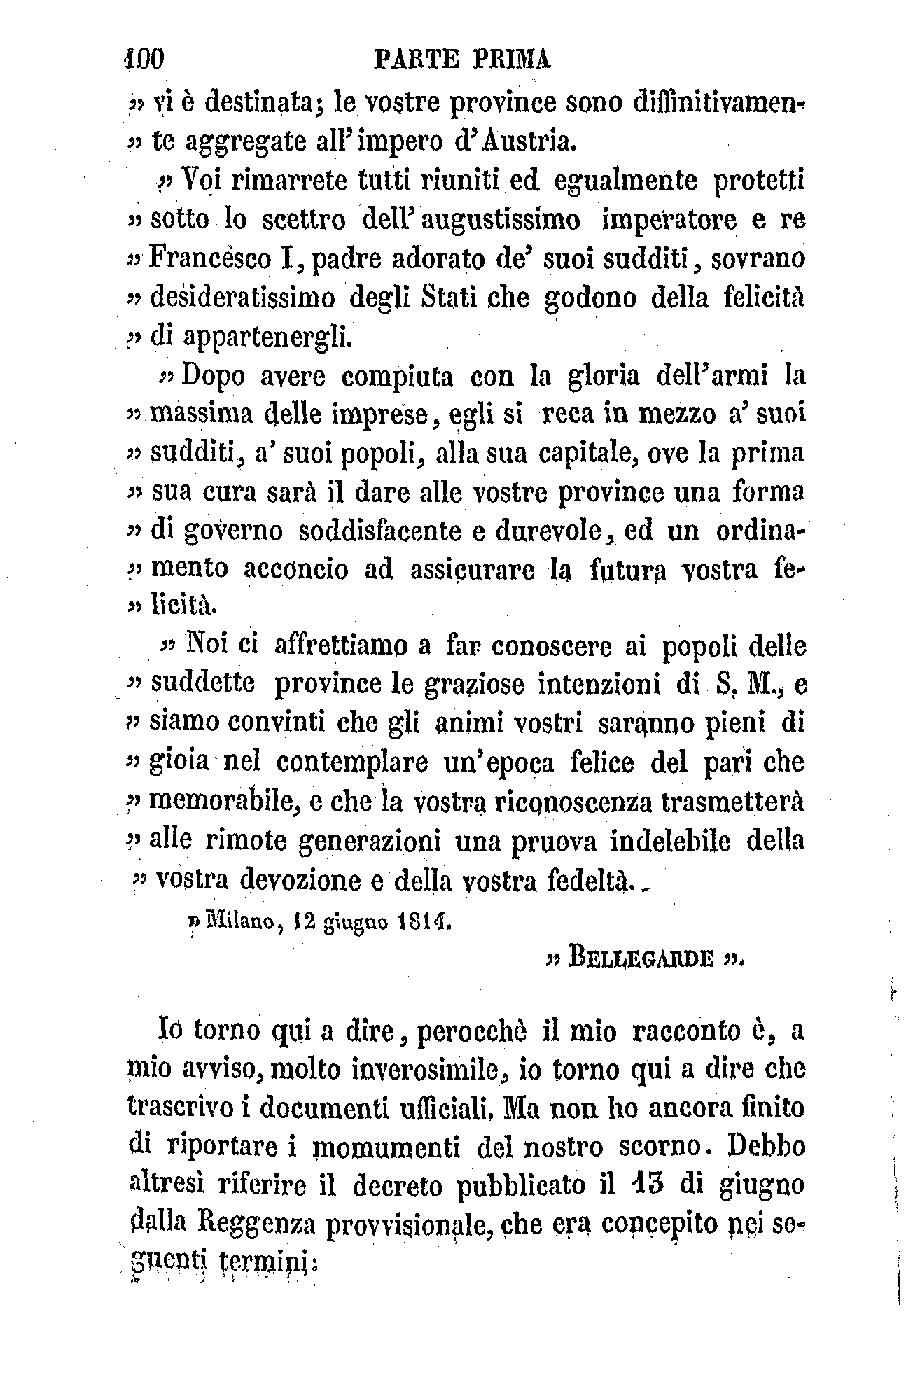 100 PARTE PRIMA
» vi è destinata; le vostre province sono diffinitivamen-
» te aggregate all' impero d' Austria.
» Voi rimarrete tutti riuniti ed egualmente protetti
» sotto lo scettro dell' augustissimo imperatore e re
» Francesco I, padre adorato de' suoi sudditi, sovrano
» desideratissimo degli Stati che godono della felicità
» di appartenergli.
» Dopo avere compiuta con la gloria dell'armi la
» massima delle imprese, egli si reca in mezzo a' suoi
» sudditi, a' suoi popoli, alla sua capitale, ove la prima
» sua cura sarà il dare alle vostre province una forma
» di governo soddisfacente e durevole, ed un ordina-
» mento acconcio ad assicurare la futura vostra fe-
» licità.
» Noi ci affrettiamo a far conoscere ai popoli delle
» suddette province le graziose intenzioni di S. M., e
» siamo convinti che gli animi vostri saranno pieni di
» gioia nel contemplare un'epoca felice del pari che
» memorabile, e che la vostra riconoscenza trasmetterà
» alle rimote generazioni una pruova indelebile della
» vostra devozione e della vostra fedeltà.
» Milano, 12 giugno 1814.
» BELLEGARDE ».
Io torno qui a dire, perocchè il mio racconto è, a
mio avviso, molto inverosimile, io torno qui a dire che
trascrivo i documenti ufficiali. Ma non ho ancora finito
di riportare i momumenti del nostro scorno. Debbo
altresì riferire il decreto pubblicato il 13 di giugno
dalla Reggenza provvisionale, che era concepito nei se-
guenti termini: